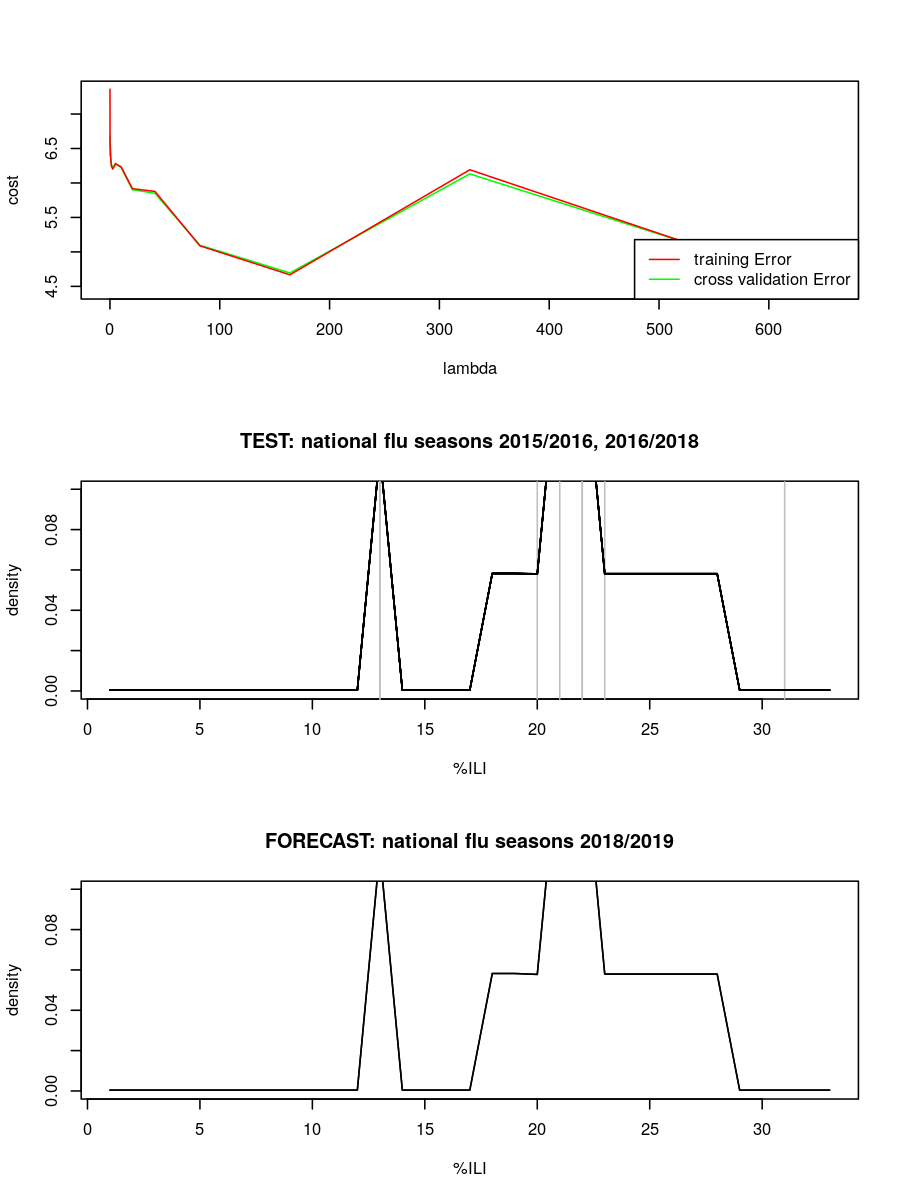 cost
6.5
5.5
4.5
training Error
cross validation Error
0 100 200 300 400 500 600
lambda
TEST: national flu seasons 2015/2016, 2016/2018
density
0.08
0.04
0.00
0 5 10 15 20 25 30
%ILI
FORECAST: national flu seasons 2018/2019
density
0.08
0.04
0.00
0 5 10 15 20 25 30
%ILI